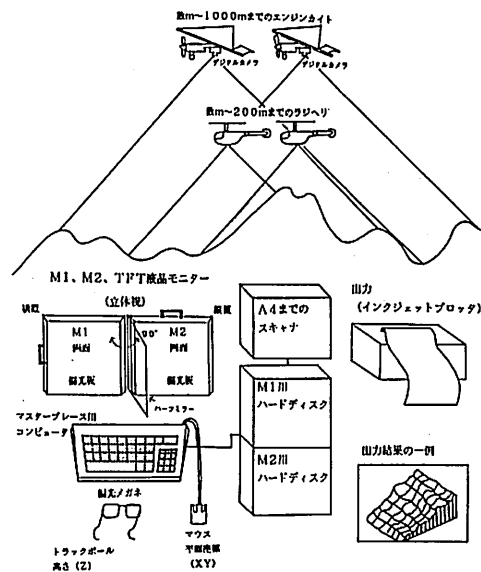 数m～1000mまでのエンジンカイト
デジタルカメラ
デジタルカメラ
数m～200mまでのラジヘリ
M1、M2、TFT液晶モニター
(立体視)
M1
画面
偏光板
90°
M2
画面
偏光板
ハーフミラー
A4までの
スキャナ
M1用
ハードディスク
M2用
ハードディスク
出力
(インクジェットプロッタ)
マスタープレース用
コンピュータ
偏光メガネ
トラックボール
高さ(Z)
マウス
平面座標
(XY)
出力結果の一例